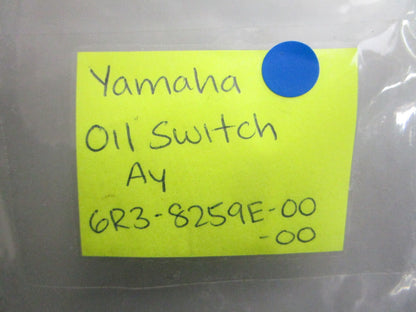 Yamaha
Oil Switch
Ay
6R3-8259E-00
-00